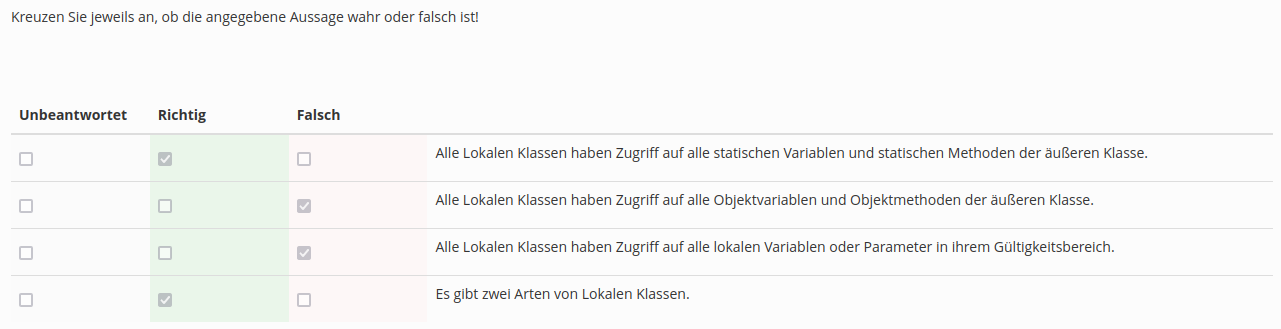 Kreuzen Sie jeweils an, ob die angegebene Aussage wahr oder falsch ist!
Unbeantwortet Richtig Falsch
Alle Lokalen Klassen haben Zugriff auf alle statischen Variablen und statischen Methoden der äußeren Klasse.
Alle Lokalen Klassen haben Zugriff auf alle Objektvariablen und Objektmethoden der äußeren Klasse.
Alle Lokalen Klassen haben Zugriff auf alle lokalen Variablen oder Parameter in ihrem Gültigkeitsbereich.
Es gibt zwei Arten von Lokalen Klassen.